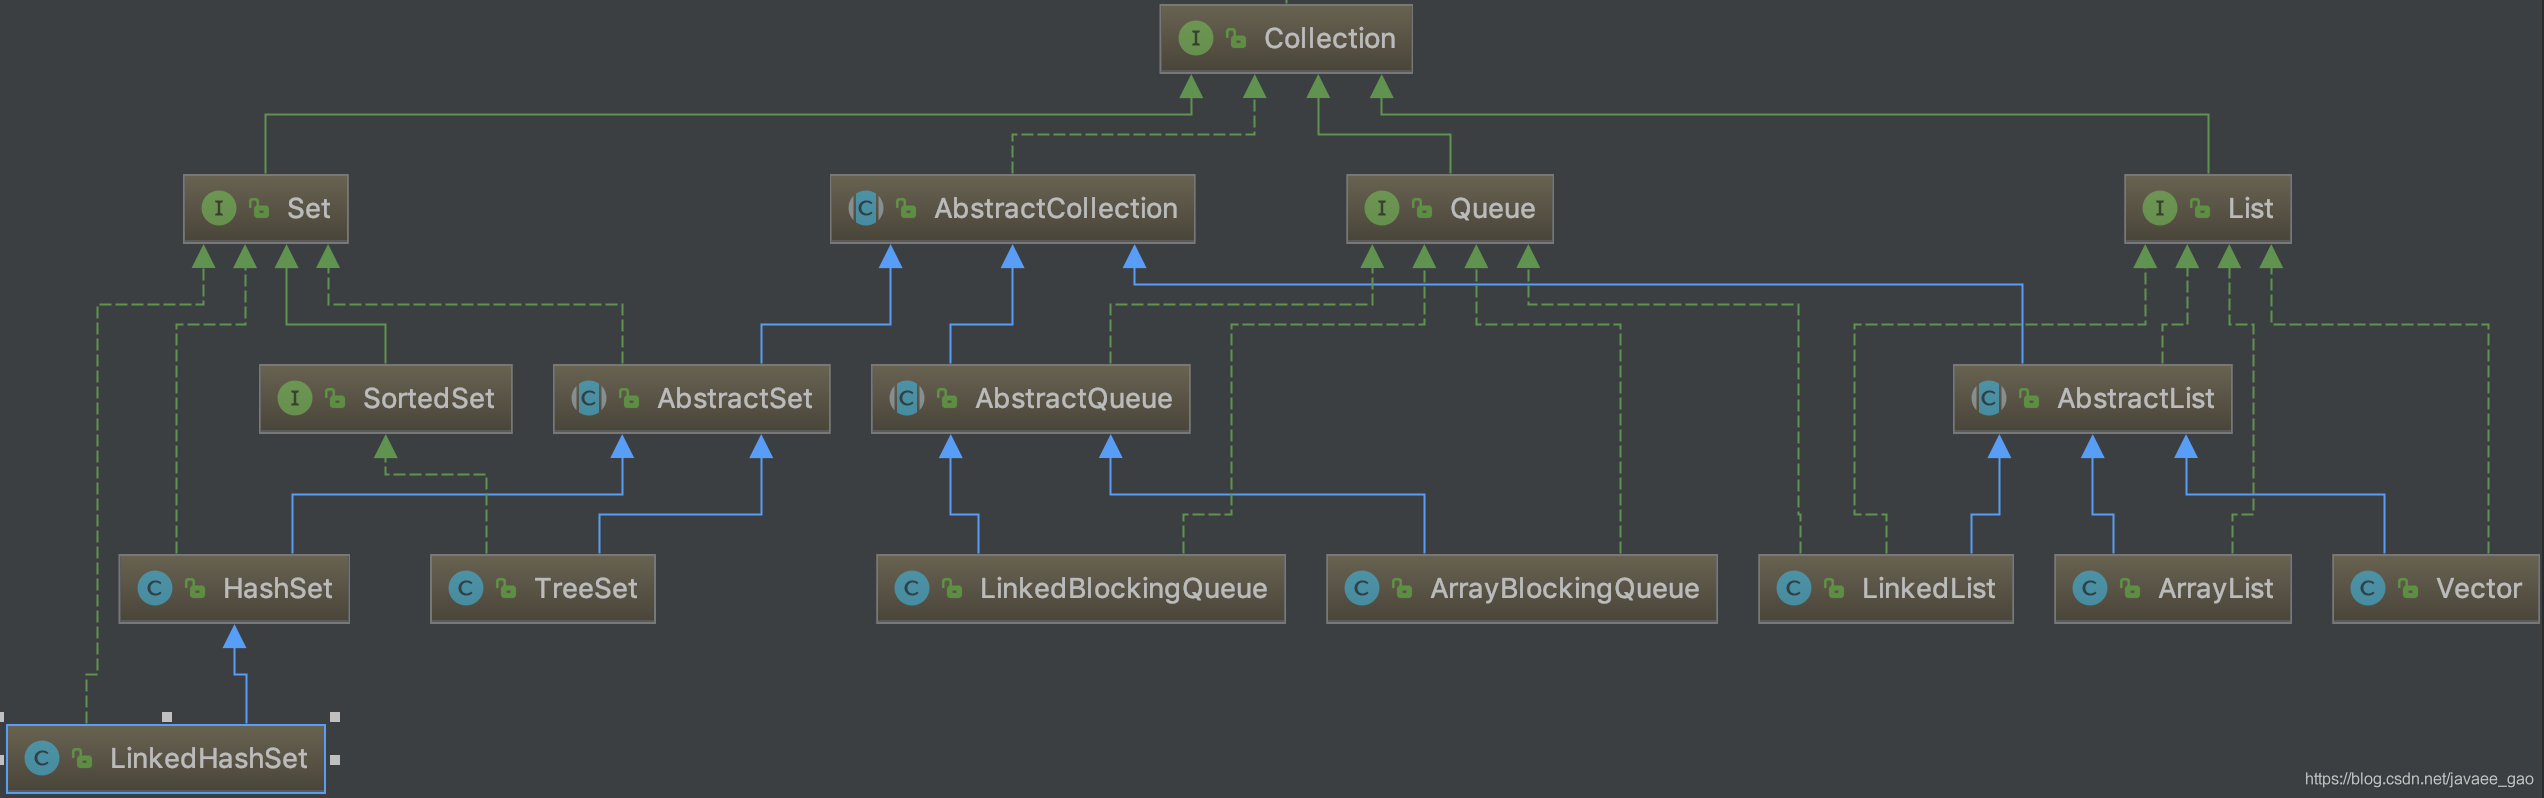 I Collection
I Set
C AbstractCollection
I Queue
I List
I SortedSet
C AbstractSet
C AbstractQueue
C AbstractList
C HashSet
C TreeSet
C LinkedBlockingQueue
C ArrayBlockingQueue
C LinkedList
C ArrayList
C Vector
C LinkedHashSet
https://blog.csdn.net/javaee_gao